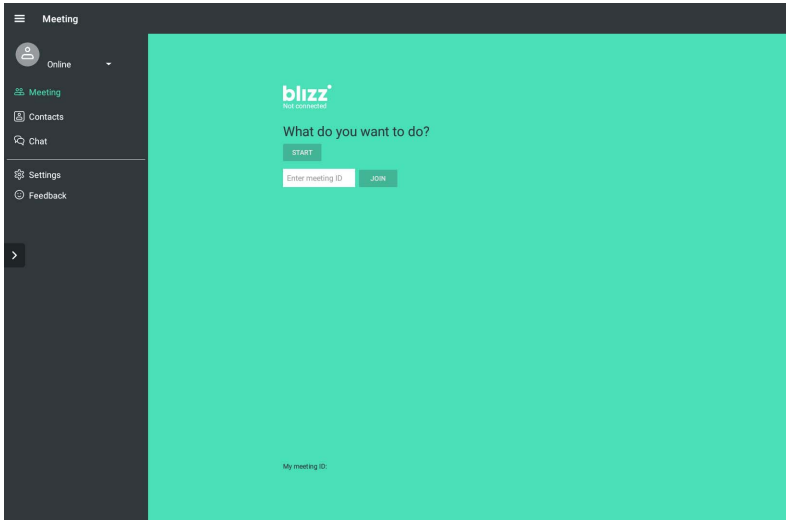 Meeting
Online
Meeting
Contacts
Chat
Settings
Feedback
blizz
Not connected
What do you want to do?
START
Enter meeting ID
JOIN
My meeting ID: